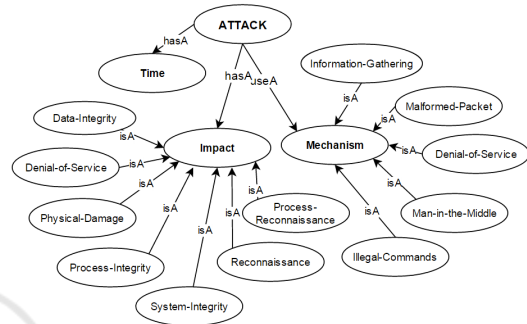 ATTACK
hasA
Time
hasA
useA
Information-Gathering
isA
Malformed-Packet
isA
Data-Integrity
isA
Impact
Mechanism
isA
Denial-of-Service
Denial-of-Service
isA
isA
Physical-Damage
isA
Process-
Reconnaissance
isA
Man-in-the-Middle
isA
isA
Process-Integrity
isA
Reconnaissance
isA
Illegal-Commands
isA
System-Integrity